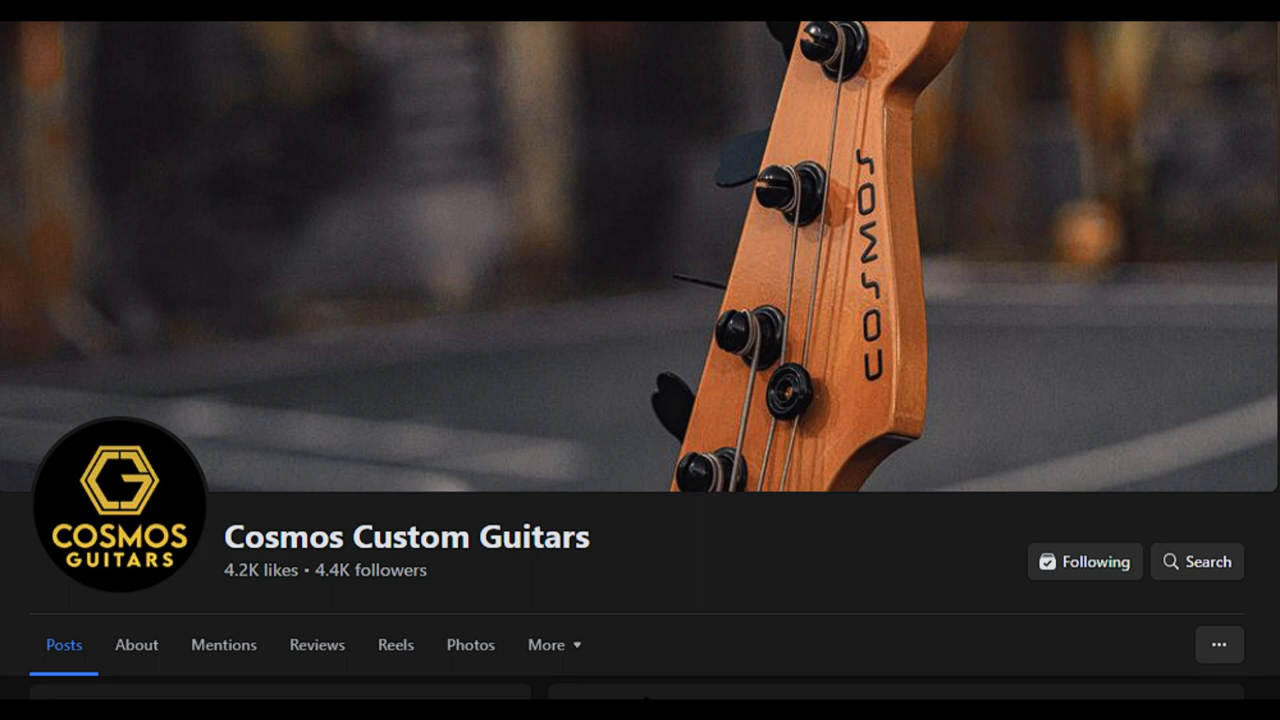 COSMOS
COSMOS
GUITARS
Cosmos Custom Guitars
4.2K likes • 4.4K followers
Following
Search
Posts
About
Mentions
Reviews
Reels
Photos
More